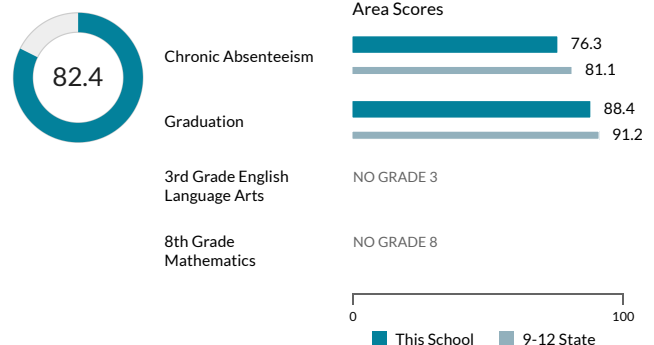 Area Scores
82.4
Chronic Absenteeism
76.3
81.1
Graduation
88.4
91.2
3rd Grade English
Language Arts
NO GRADE 3
8th Grade
Mathematics
NO GRADE 8
0
100
This School
9-12 State